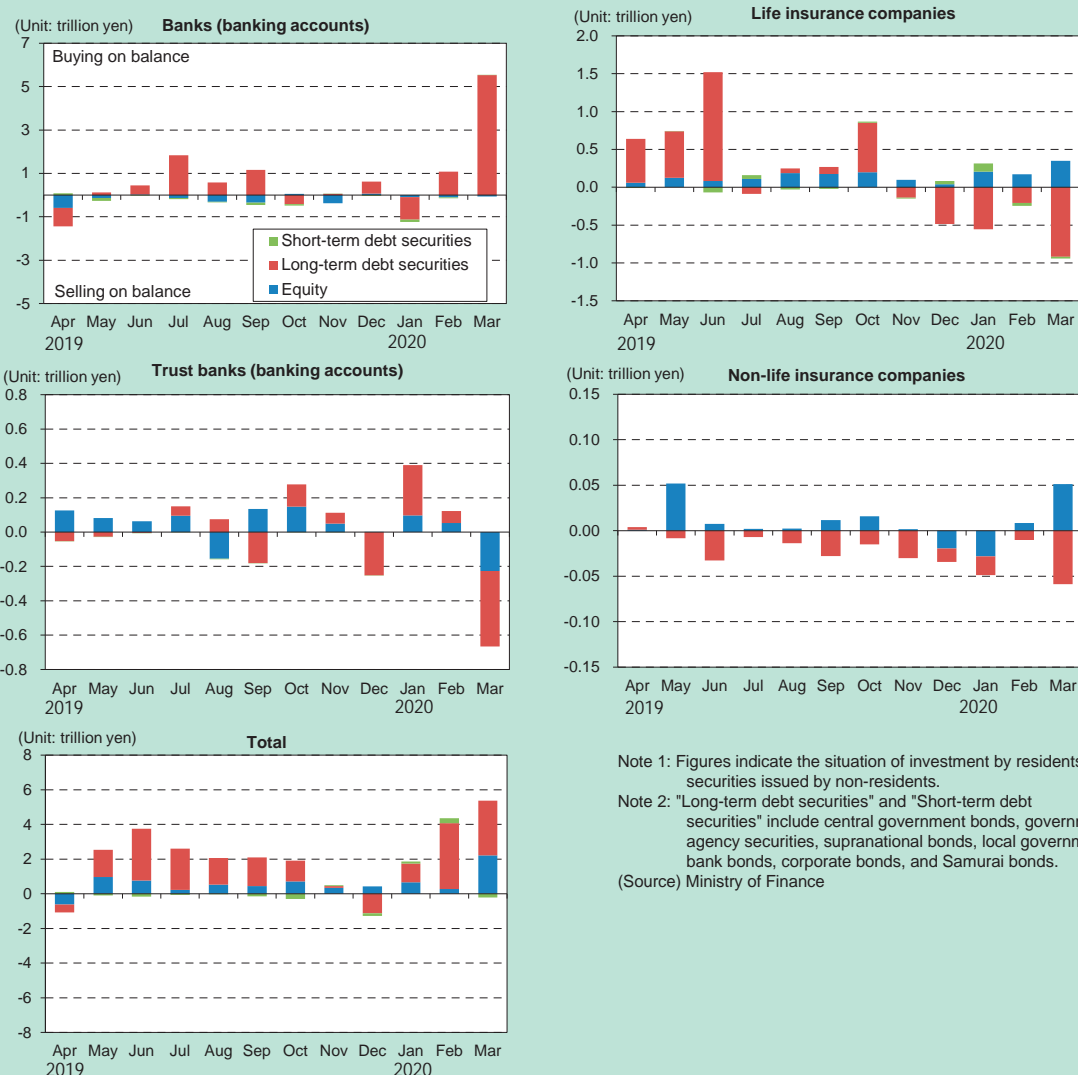 (Unit: trillion yen) Banks (banking accounts)
7
5
3
1
-1
-3
-5
Buying on balance
Selling on balance
Short-term debt securities
Long-term debt securities
Equity
Apr May Jun Jul Aug Sep Oct Nov Dec Jan Feb Mar
2019 2020
(Unit: trillion yen) Life insurance companies
2.0
1.5
1.0
0.5
0.0
-0.5
-1.0
-1.5
Apr May Jun Jul Aug Sep Oct Nov Dec Jan Feb Mar
2019 2020
(Unit: trillion yen) Trust banks (banking accounts)
0.8
0.6
0.4
0.2
0.0
-0.2
-0.4
-0.6
-0.8
Apr May Jun Jul Aug Sep Oct Nov Dec Jan Feb Mar
2019 2020
(Unit: trillion yen) Non-life insurance companies
0.15
0.10
0.05
0.00
-0.05
-0.10
-0.15
Apr May Jun Jul Aug Sep Oct Nov Dec Jan Feb Mar
2019 2020
(Unit: trillion yen) Total
8
6
4
2
0
-2
-4
-6
-8
Apr May Jun Jul Aug Sep Oct Nov Dec Jan Feb Mar
2019 2020
Note 1: Figures indicate the situation of investment by residents
securities issued by non-residents.
Note 2: "Long-term debt securities" and "Short-term debt
securities" include central government bonds,
agency securities, supranational bonds, local
bank bonds, corporate bonds, and Samurai bonds.
(Source) Ministry of Finance